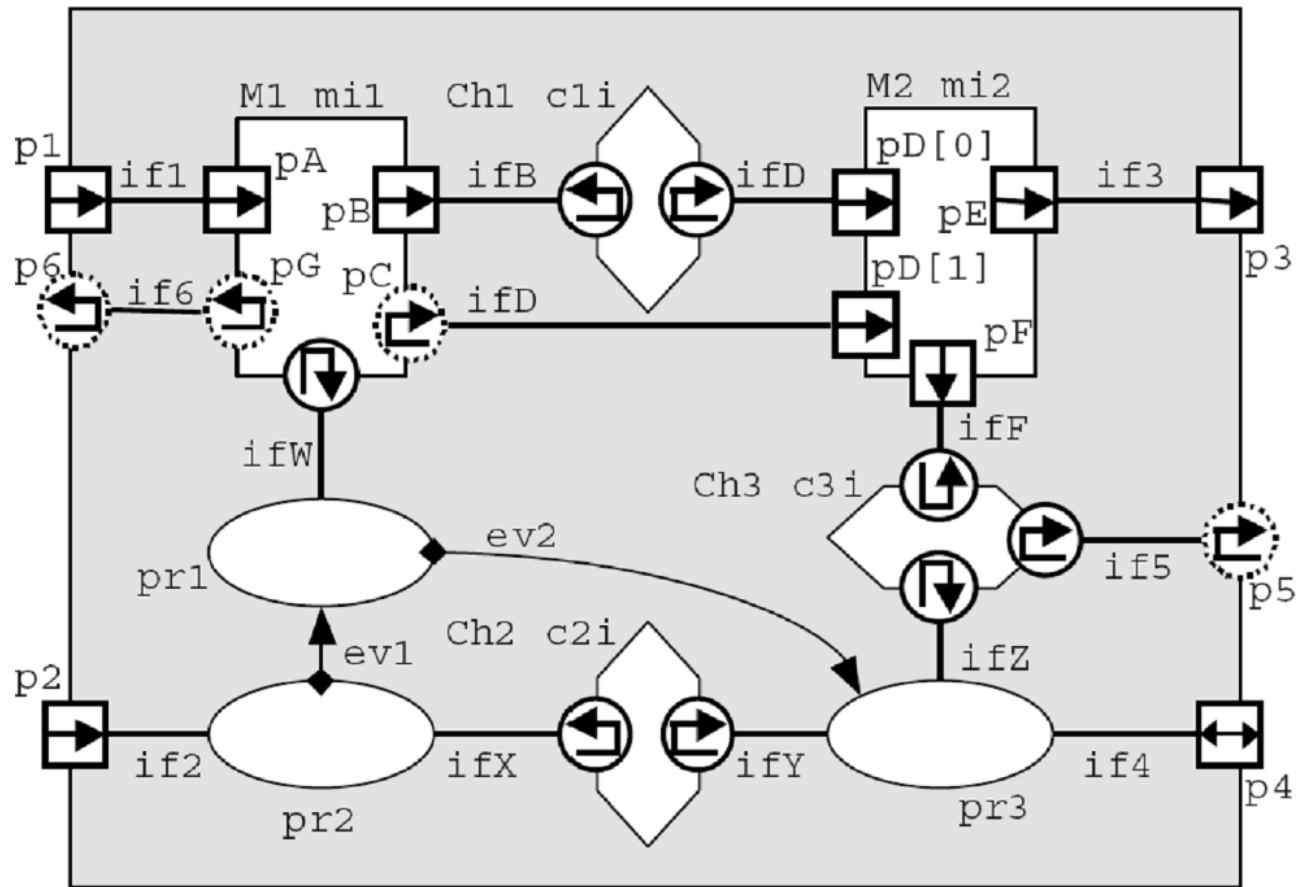 M1 mi1
Ch1 c1i
M2 mi2
p1
if1
pA
pB
ifB
ifD
pD[0]
pE
if3
p3
p6
if6
pG
pC
ifD
pD[1]
pF
ifW
ifF
Ch3 c3i
pr1
ev2
if5
p5
ev1
Ch2 c2i
ifZ
p2
if2
pr2
ifX
ifY
pr3
if4
p4